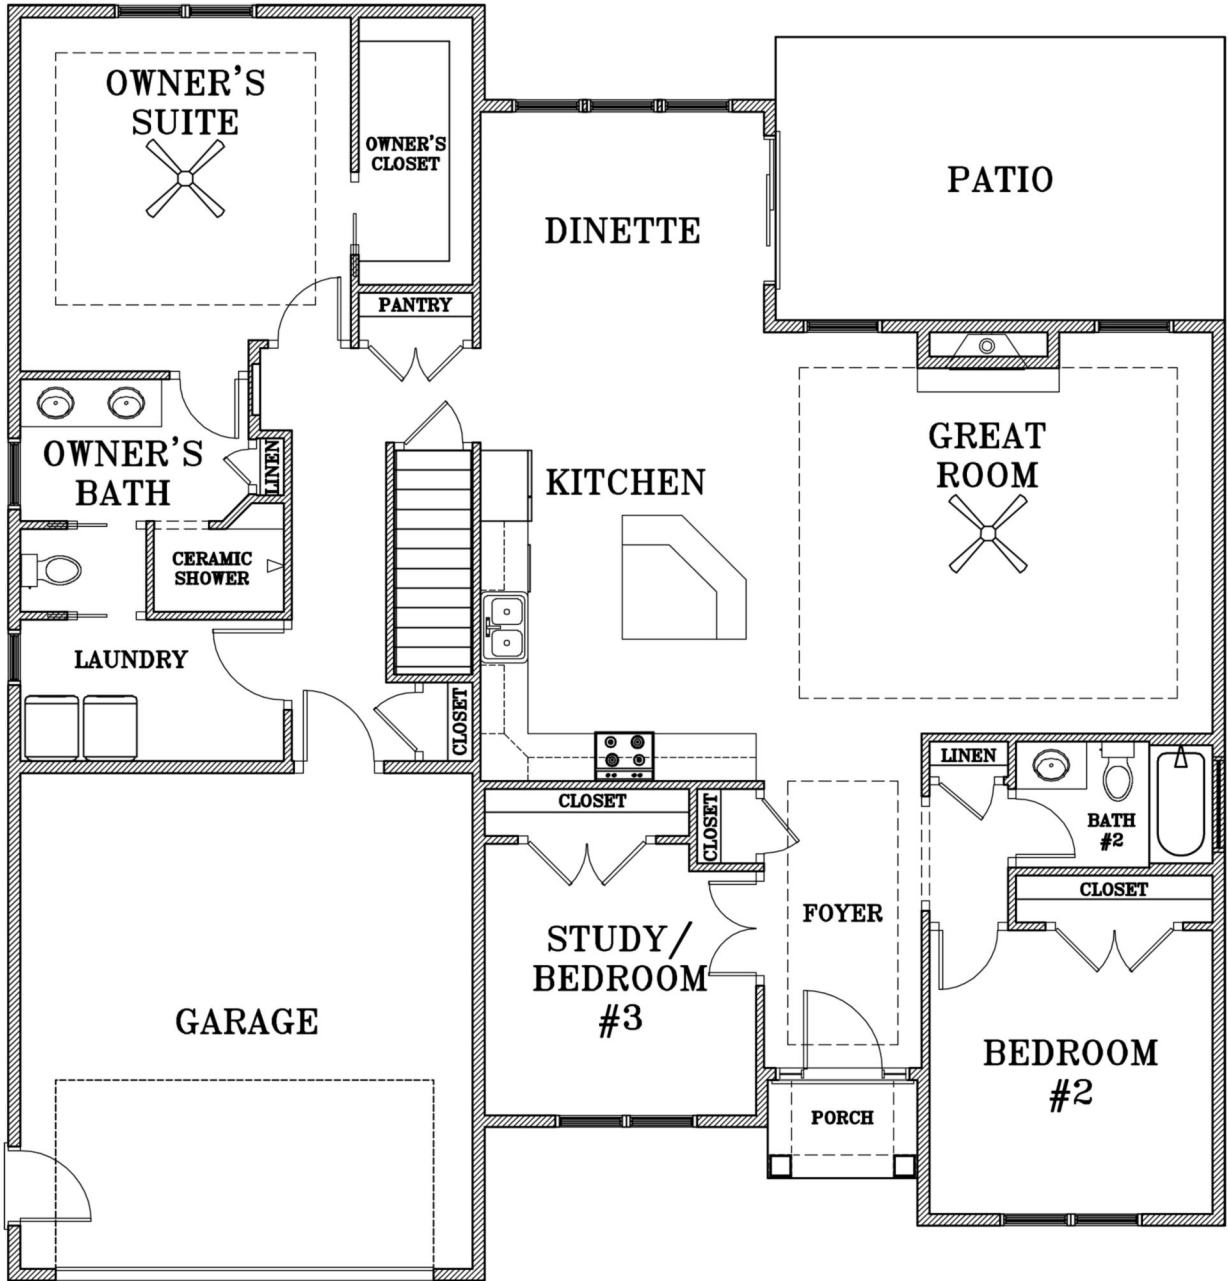 OWNER'S
SUITE
OWNER'S
CLOSET
PATIO
DINETTE
PANTRY
OWNER'S
BATH
LINEN
KITCHEN
GREAT
ROOM
CERAMIC
SHOWER
LAUNDRY
CLOSET
LINEN
CLOSET
CLOSET
BATH
#2
CLOSET
FOYER
STUDY/
BEDROOM
#3
GARAGE
BEDROOM
#2
PORCH